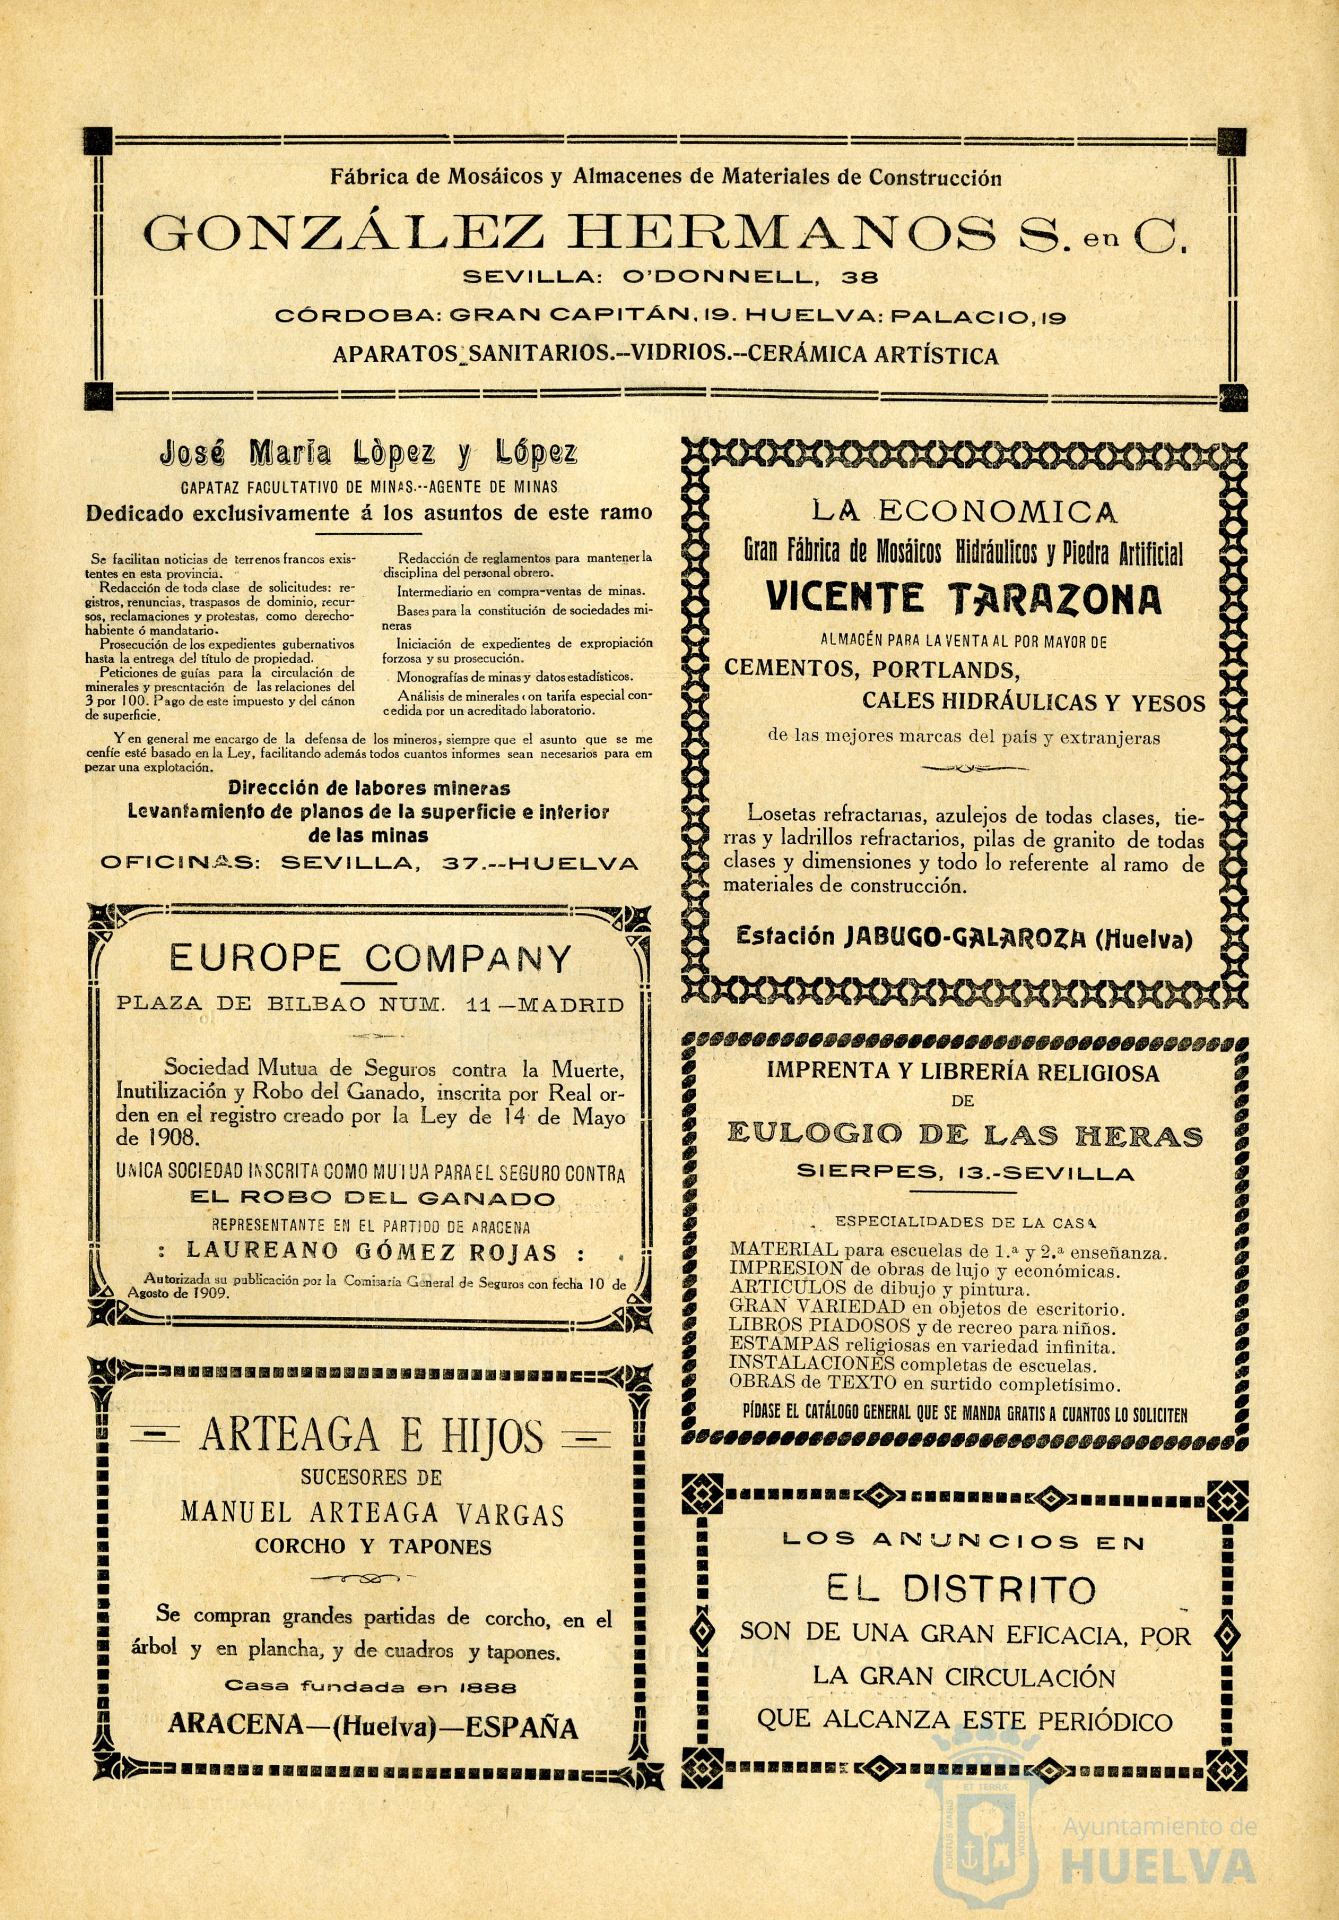 Fábrica de Mosáicos y Almacenes de Materiales de Construcción
GONZÁLEZ HERMANOS S. en C.
SEVILLA: O'DONNELL, 38
CÓRDOBA: GRAN CAPITÁN, 19. HUELVA: PALACIO, 19
APARATOS SANITARIOS.--VIDRIOS.--CERÁMICA ARTÍSTICA
José María Lòpez y López
CAPATAZ FACULTATIVO DE MINAS.--AGENTE DE MINAS
Dedicado exclusivamente á los asuntos de este ramo
Se facilitan noticias de terrenos francos exis-
tentes en esta provincia.
Redacción de toda clase de solicitudes: re-
gistros, renuncias, traspasos de dominio, recur-
sos, reclamaciones y protestas, como derecho-
habiente ó mandatario.
Prosecución de los expedientes gubernativos
hasta la entrega del título de propiedad.
Peticiones de guías para la circulación de
minerales y presentación de las relaciones del
3 por 100. Pago de este impuesto y del cánon
de superficie.
Redacción de reglamentos para mantener la
disciplina del personal obrero.
Intermediario en compra-ventas de minas.
Bases para la constitución de sociedades mi-
neras
Iniciación de expedientes de expropiación
forzosa y su prosecución.
Monografías de minas y datos estadísticos.
Análisis de minerales con tarifa especial con-
cedida por un acreditado laboratorio.
Y en general me encargo de la defensa de los mineros, siempre que el asunto que se me
cenfíe esté basado en la Ley, facilitando además todos cuantos informes sean necesarios para em
pezar una explotación.
Dirección de labores mineras
Levantamiento de planos de la superficie e interior
de las minas
OFICINAS: SEVILLA, 37.--HUELVA
EUROPE COMPANY
PLAZA DE BILBAO NUM. 11—MADRID
Sociedad Mutua de Seguros contra la Muerte,
Inutilización y Robo del Ganado, inscrita por Real or-
den en el registro creado por la Ley de 14 de Mayo
de 1908.
UNICA SOCIEDAD INSCRITA COMO MUTUA PARA EL SEGURO CONTRA
EL ROBO DEL GANADO
REPRESENTANTE EN EL PARTIDO DE ARACENA
: LAUREANO GÓMEZ ROJAS :
Autorizada su publicación por la Comisaría General de Seguros con fecha 10 de
Agosto de 1909.
ARTEAGA E HIJOS
SUCESORES DE
MANUEL ARTEAGA VARGAS
CORCHO Y TAPONES
Se compran grandes partidas de corcho, en el
árbol y en plancha, y de cuadros y tapones.
Casa fundada en 1888
ARACENA—(Huelva)—ESPAÑA
LA ECONOMICA
Gran Fábrica de Mosáicos Hidráulicos y Piedra Artificial
VICENTE TARAZONA
ALMACÉN PARA LA VENTA AL POR MAYOR DE
CEMENTOS, PORTLANDS,
CALES HIDRÁULICAS Y YESOS
de las mejores marcas del país y extranjeras
Losetas refractarias, azulejos de todas clases, tie-
rras y ladrillos refractarios, pilas de granito de todas
clases y dimensiones y todo lo referente al ramo de
materiales de construcción.
Estación JABUGO-GALAROZA (Huelva)
IMPRENTA Y LIBRERÍA RELIGIOSA
DE
EULOGIO DE LAS HERAS
SIERPES, 13.-SEVILLA
ESPECIALIDADES DE LA CASA
MATERIAL para escuelas de 1.ª y 2.ª enseñanza.
IMPRESION de obras de lujo y económicas.
ARTICULOS de dibujo y pintura.
GRAN VARIEDAD en objetos de escritorio.
LIBROS PIADOSOS y de recreo para niños.
ESTAMPAS religiosas en variedad infinita.
INSTALACIONES completas de escuelas.
OBRAS de TEXTO en surtido completisimo.
PÍDASE EL CATÁLOGO GENERAL QUE SE MANDA GRATIS A CUANTOS LO SOLICITEN
LOS ANUNCIOS EN
EL DISTRITO
SON DE UNA GRAN EFICACIA, POR
LA GRAN CIRCULACIÓN
QUE ALCANZA ESTE PERIÓDICO
PORTUS MARIS
ET TERRÆ
CUSTODIA
Ayuntamiento de
HUELVA